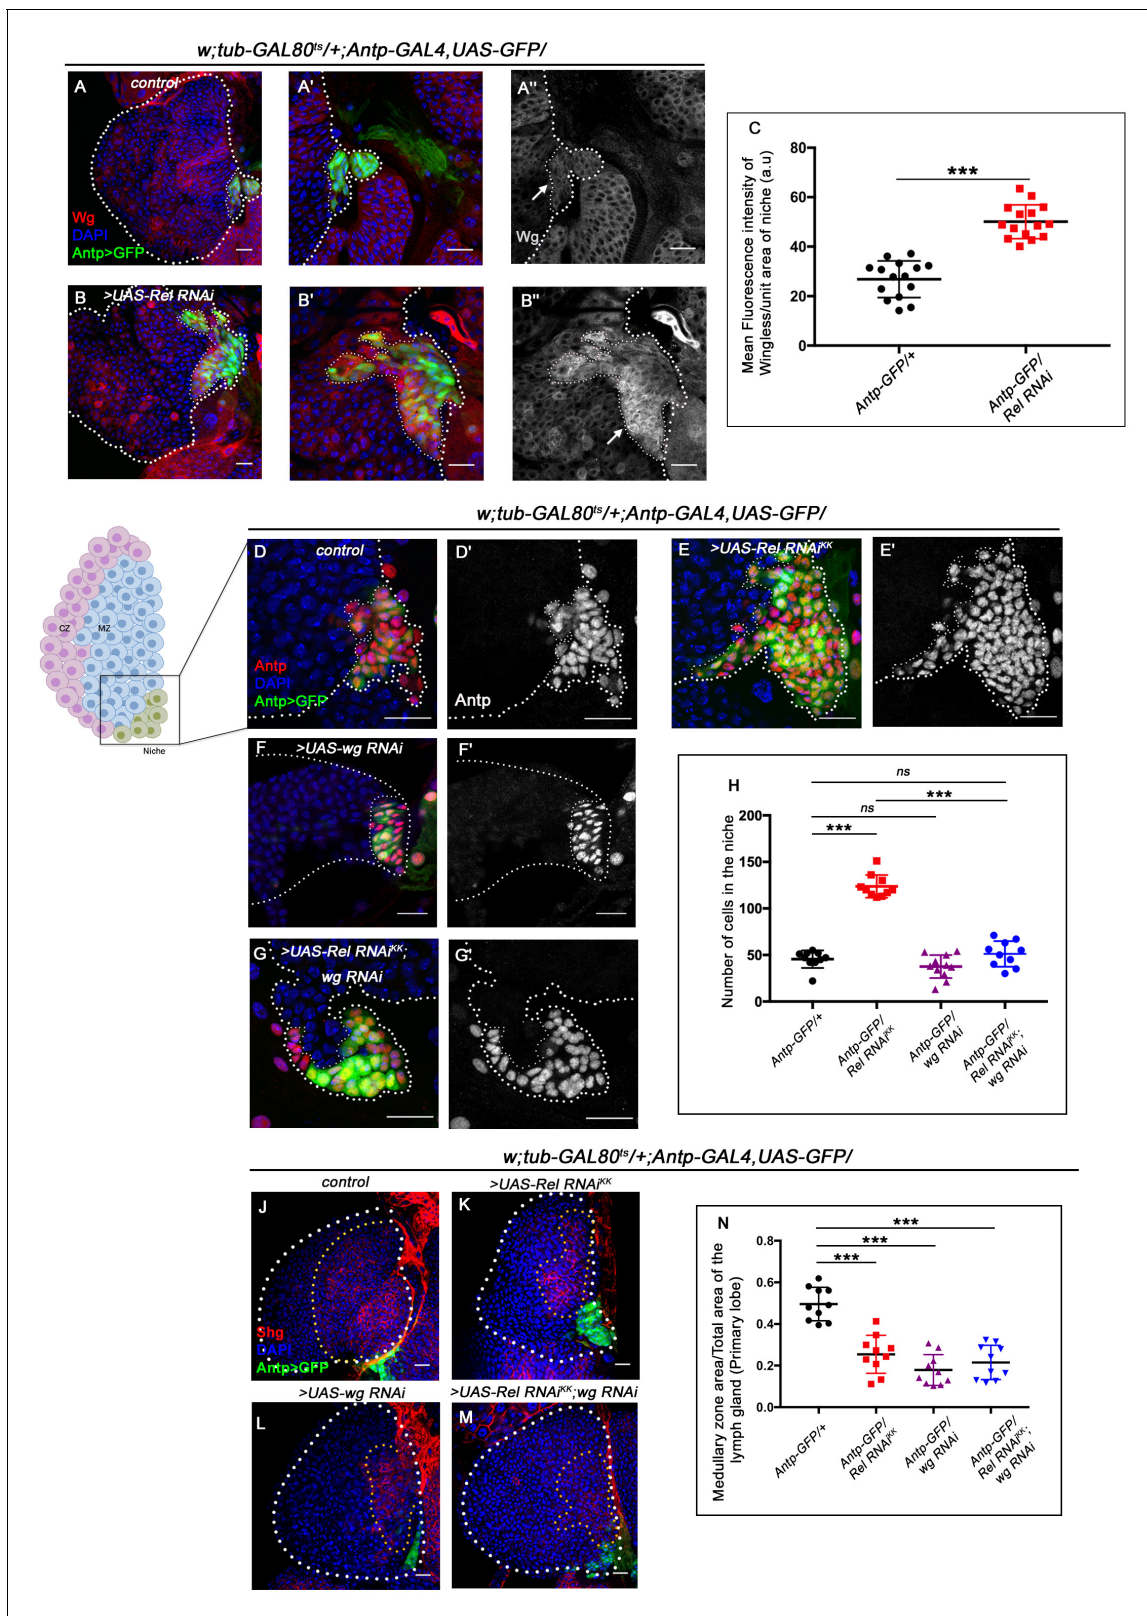 w;tub-GAL80ts/+;Antp-GAL4,UAS-GFP/
A
control
Wg
DAPI
Antp>GFP
A'
A''
Wg
B
>UAS-Rel RNAi
B'
B''
C
Mean Fluorescence intensity of
Wingless/unit area of niche (a.u)
80
60
40
20
0
***
Antp-GFP/+
Antp-GFP/
Rel RNAi
w;tub-GAL80ts/+;Antp-GAL4,UAS-GFP/
CZ
MZ
Niche
D
control
Antp
DAPI
Antp>GFP
D'
Antp
E
>UAS-Rel RNAiKK
E'
F
>UAS-wg RNAi
F'
G
>UAS-Rel RNAiKK;
wg RNAi
G'
H
Number of cells in the niche
200
150
100
50
0
ns
***
ns
***
Antp-GFP/+
Antp-GFP/
Rel RNAiKK
Antp-GFP/
wg RNAi
Antp-GFP/
Rel RNAiKK;
wg RNAi
w;tub-GAL80ts/+;Antp-GAL4,UAS-GFP/
control
>UAS-Rel RNAiKK
J
Shg
DAPI
Antp>GFP
K
>UAS-wg RNAi
>UAS-Rel RNAiKK;wg RNAi
L
M
N
Medullary zone area/Total area of the
lymph gland (Primary lobe)
0.8
0.6
0.4
0.2
0.0
***
***
***
Antp-GFP/+
Antp-GFP/
Rel RNAiKK
Antp-GFP/
wg RNAi
Antp-GFP/
Rel RNAiKK;
wg RNAi